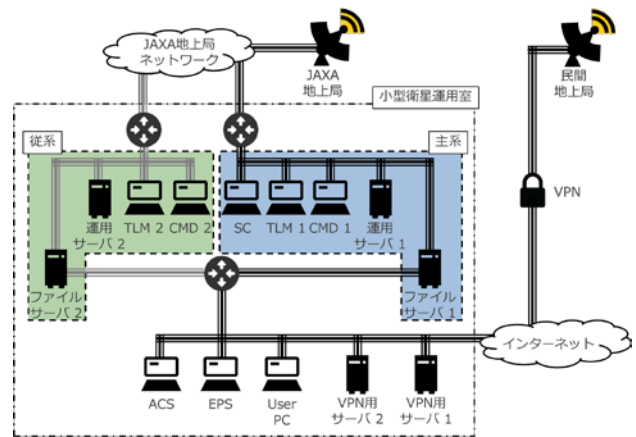 JAXA地上局
ネットワーク
JAXA
地上局
民間
地上局
小型衛星運用室
従系
主系
VPN
運用
サーバ 2
TLM 2
CMD 2
SC
TLM 1
CMD 1
運用
サーバ 1
ファイル
サーバ 2
ファイル
サーバ 1
インターネット
ACS
EPS
User
PC
VPN用
サーバ 2
VPN用
サーバ 1